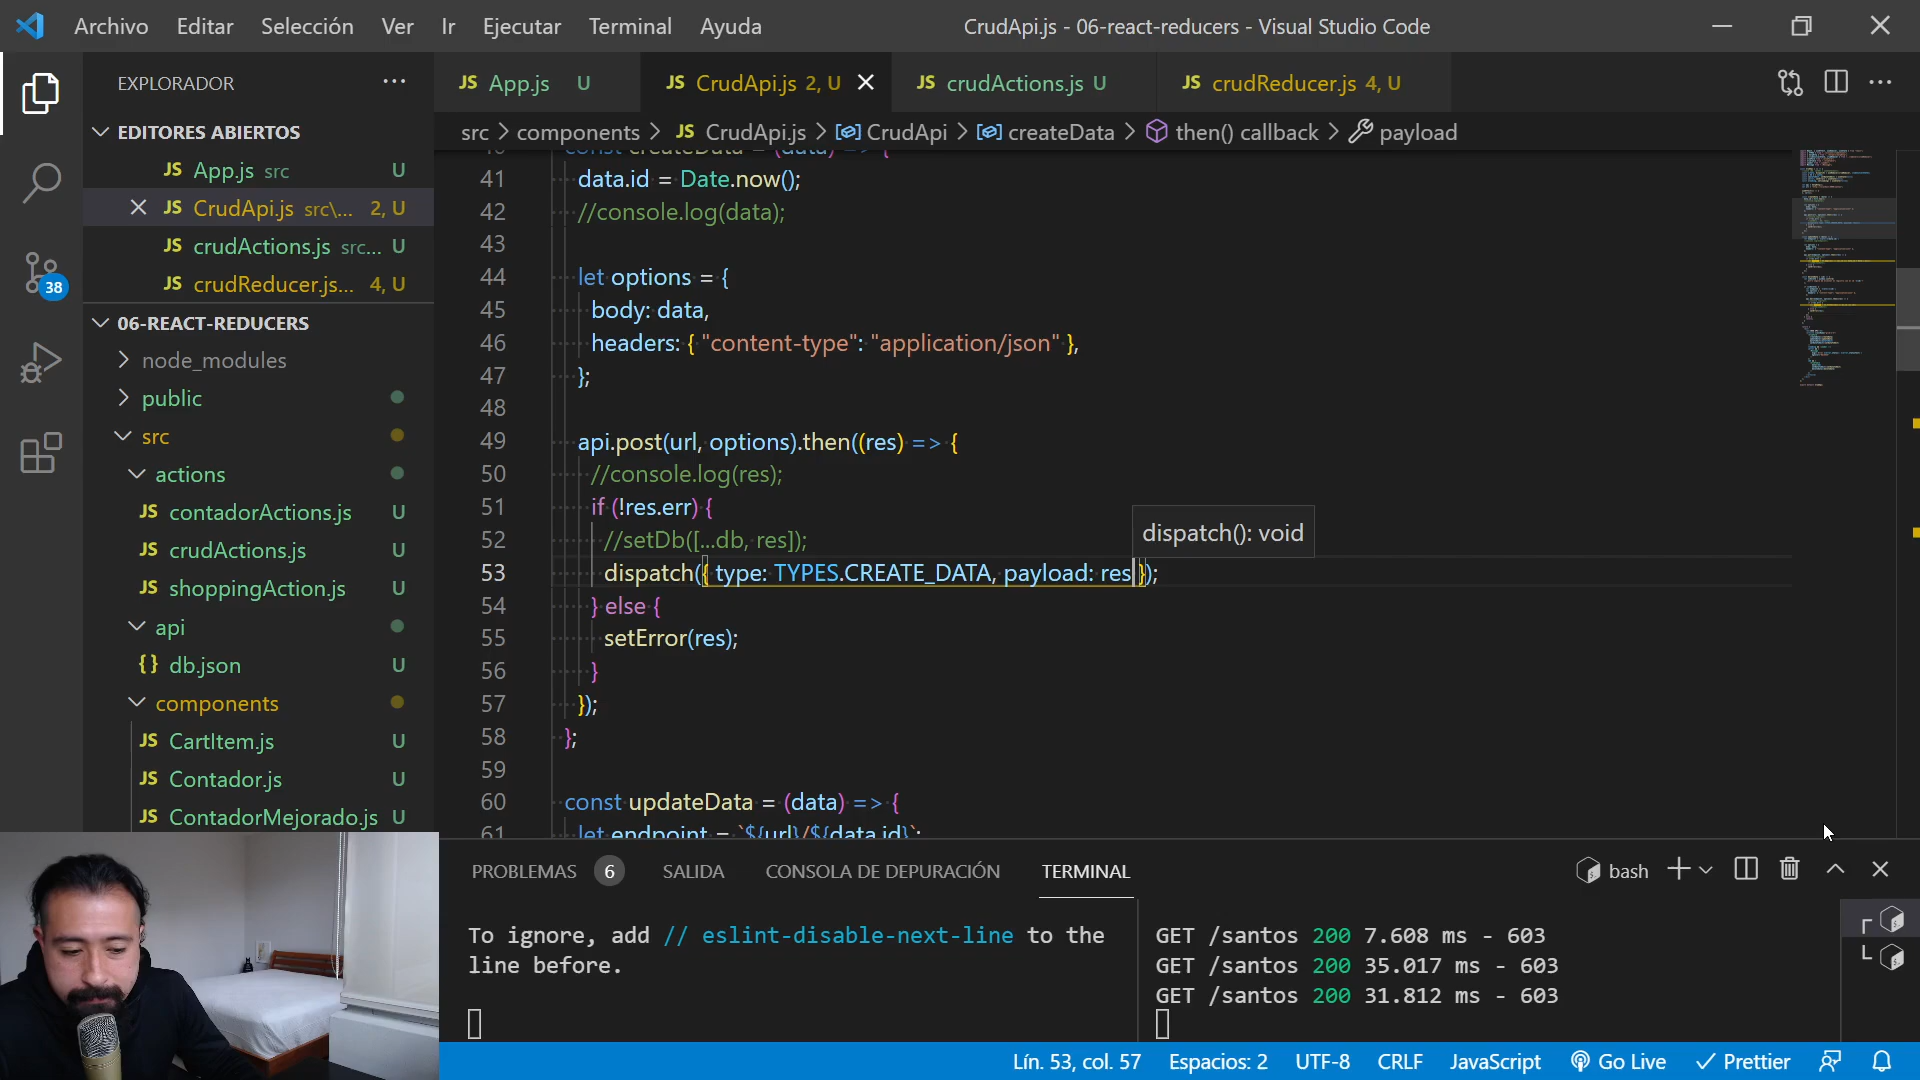 Archivo Editar Selección Ver Ir Ejecutar Terminal Ayuda CrudApi.js - 06-react-reducers - Visual Studio Code
EXPLORADOR ···
JS App.js U JS CrudApi.js 2, U JS crudActions.js U JS crudReducer.js 4, U
EDITORES ABIERTOS
JS App.js src U
JS CrudApi.js src\... 2, U
JS crudActions.js src... U
JS crudReducer.js... 4, U
38
06-REACT-REDUCERS
node_modules
public
src
actions
JS contadorActions.js U
JS crudActions.js U
JS shoppingAction.js U
api
{} db.json U
components
JS CartItem.js U
JS Contador.js U
JS ContadorMejorado.js U
src > components > JS CrudApi.js > CrudApi > createData > then() callback > payload
40 const createData = (data) => {
41 data.id = Date.now();
42 //console.log(data);
43
44 let options = {
45 body: data,
46 headers: { "content-type": "application/json" },
47 };
48
49 api.post(url, options).then((res) => {
50 //console.log(res);
51 if (!res.err) {
52 //setDb([...db, res]);
dispatch(): void
53 dispatch({ type: TYPES.CREATE_DATA, payload: res });
54 } else {
55 setError(res);
56 }
57 });
58 };
59
60 const updateData = (data) => {
61 let endpoint = `${url}/${data.id}`;
PROBLEMAS 6 SALIDA CONSOLA DE DEPURACIÓN TERMINAL bash
To ignore, add // eslint-disable-next-line to the
line before.
GET /santos 200 7.608 ms - 603
GET /santos 200 35.017 ms - 603
GET /santos 200 31.812 ms - 603
Lín. 53, col. 57 Espacios: 2 UTF-8 CRLF JavaScript Go Live Prettier